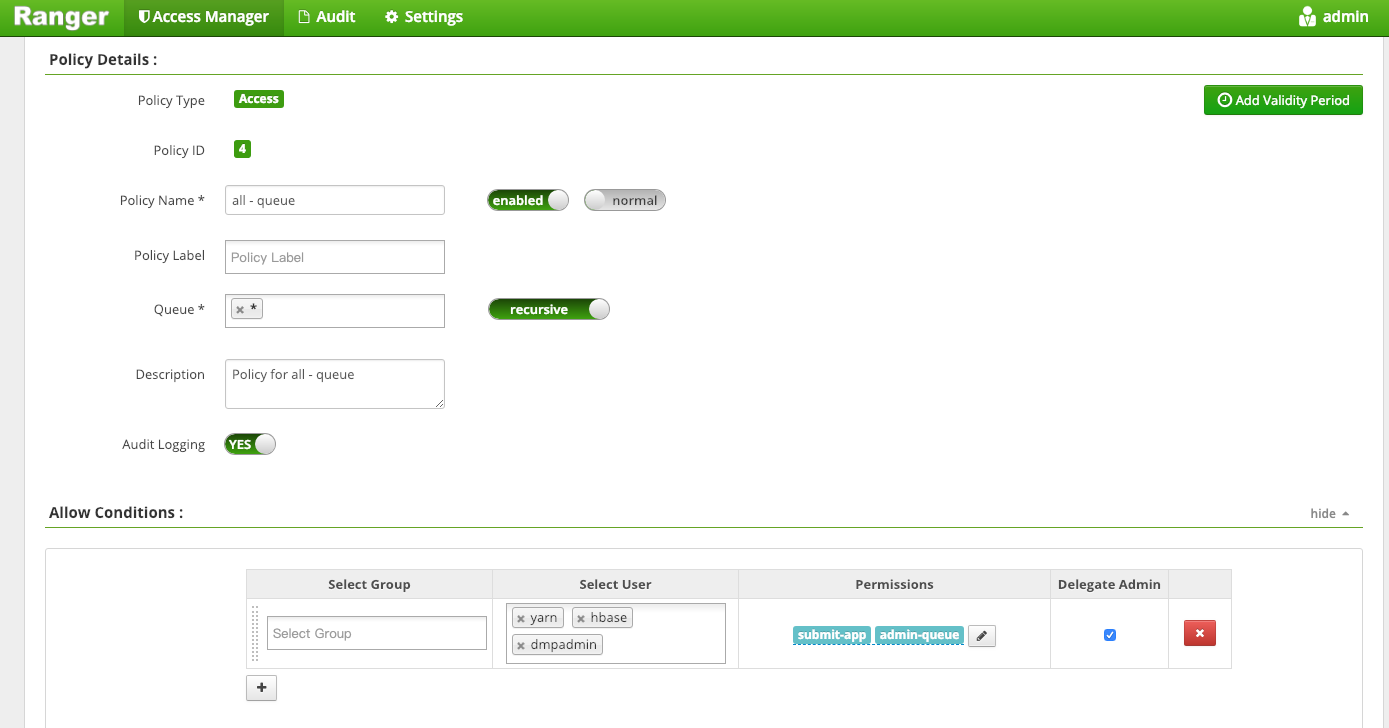 Ranger Access Manager Audit Settings admin
Policy Details :
Policy Type Access Add Validity Period
Policy ID 4
Policy Name * all - queue enabled normal
Policy Label Policy Label
Queue * × * recursive
Description Policy for all - queue
Audit Logging YES
Allow Conditions : hide
Select Group Select User Permissions Delegate Admin
Select Group × yarn × hbase submit-app admin-queue
× dmpadmin
+